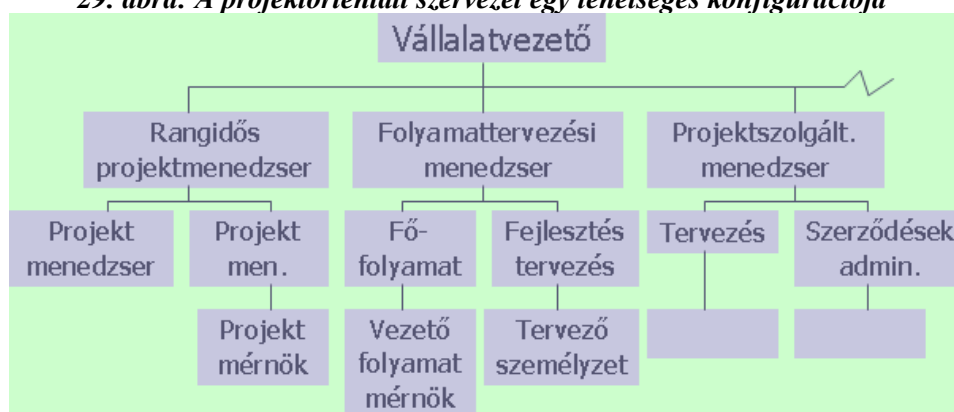 29. ábra: A projektorientált szervezet egy lehetséges konfigurációja
Vállalatvezető
Rangidős
projektmenedzser
Folyamattervezési
menedzser
Projektszolgált.
menedzser
Projekt
menedzser
Projekt
men.
Fő-
folyamat
Fejlesztés
tervezés
Tervezés
Szerződések
admin.
Projekt
mérnök
Vezető
folyamat
mérnök
Tervező
személyzet